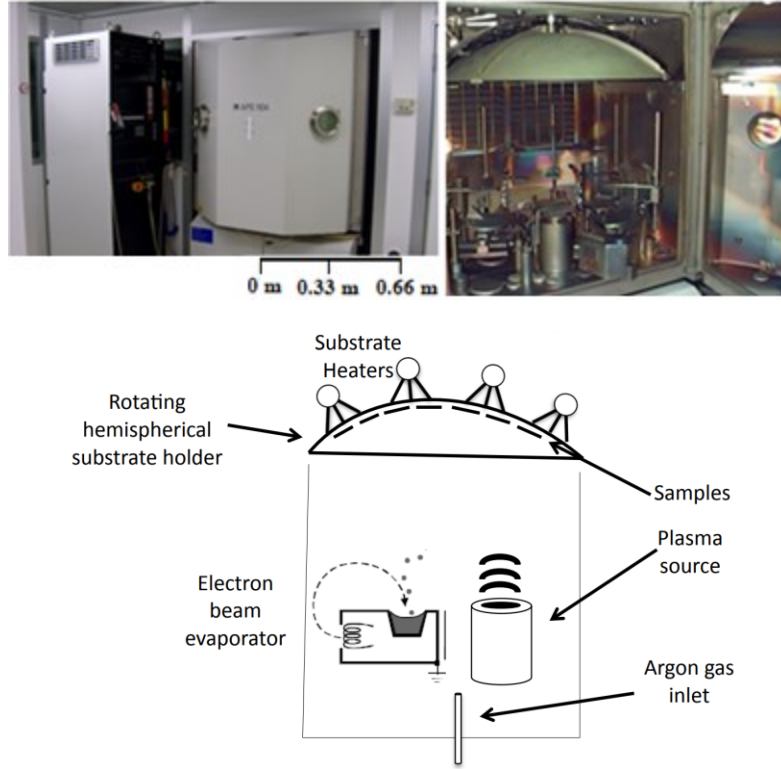 0 m 0.33 m 0.66 m
Substrate
Heaters
Rotating
hemispherical
substrate holder
Samples
Plasma
source
Electron
beam
evaporator
Argon gas
inlet